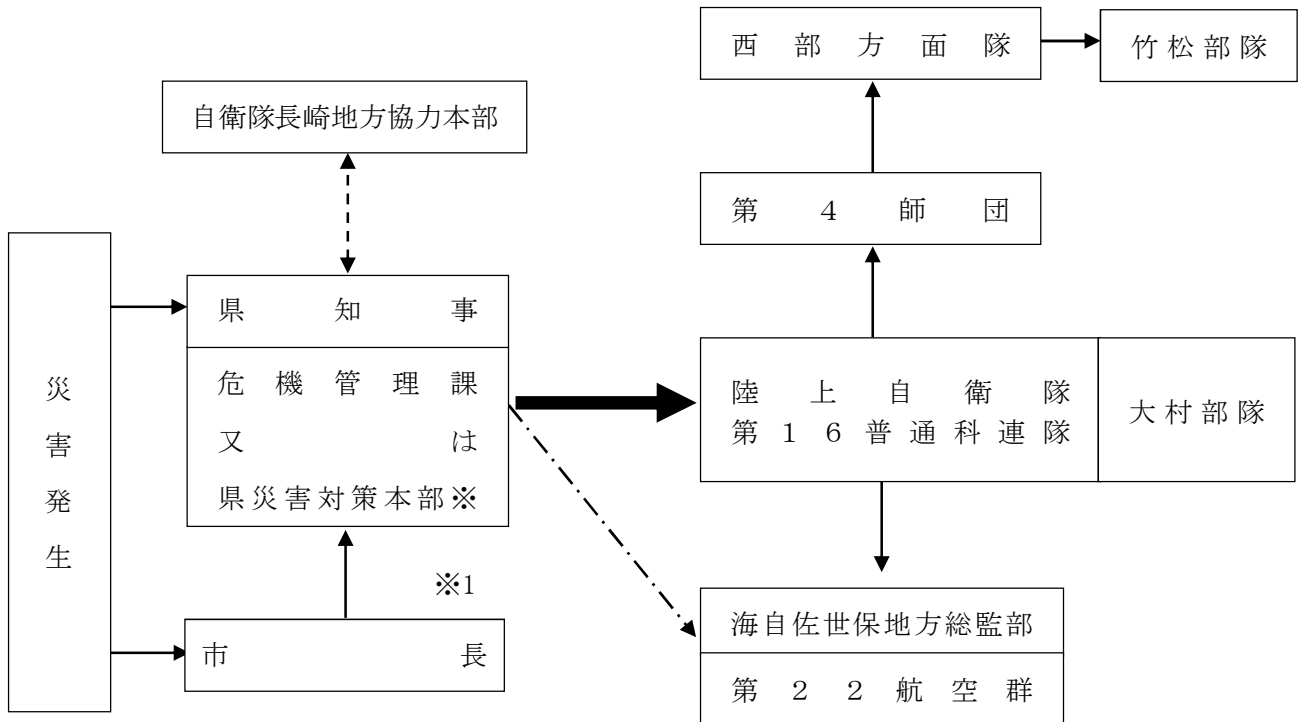 西部方面隊
竹松部隊
自衛隊長崎地方協力本部
第4師団
災害発生
県知事
危機管理課
又は
県災害対策本部※
陸上自衛隊
第16普通科連隊
大村部隊
※1
市長
海自佐世保地方総監部
第22航空群